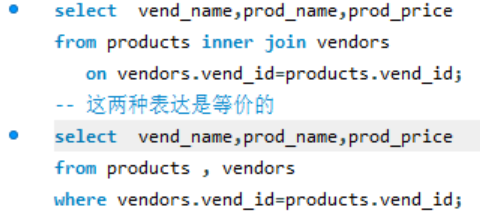 select  vend_name,prod_name,prod_price
from products inner join vendors
   on vendors.vend_id=products.vend_id;
-- 这两种表达是等价的
select  vend_name,prod_name,prod_price
from products , vendors
where vendors.vend_id=products.vend_id;